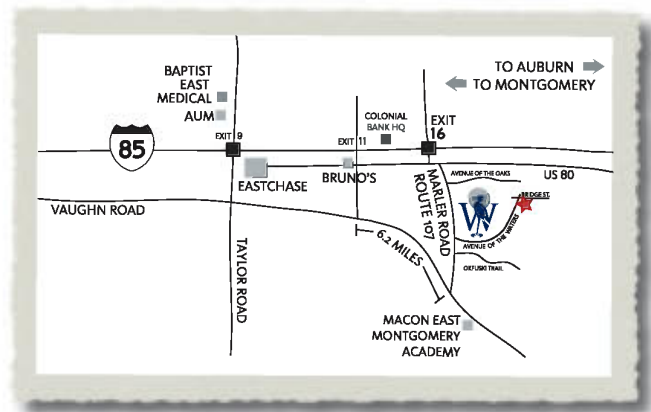 TO AUBURN
TO MONTGOMERY
BAPTIST
EAST
MEDICAL
AUM
COLONIAL
BANK HQ
EXIT
16
EXIT 9
EXIT 11
85
EASTCHASE
BRUNO'S
US 80
AVENUE OF THE OAKS
BRIDGE ST.
W
AVENUE OF THE WATERS
MARLER ROAD
ROUTE 107
VAUGHN ROAD
TAYLOR ROAD
6.2 MILES
OKFUSKI TRAIL
MACON EAST
MONTGOMERY
ACADEMY